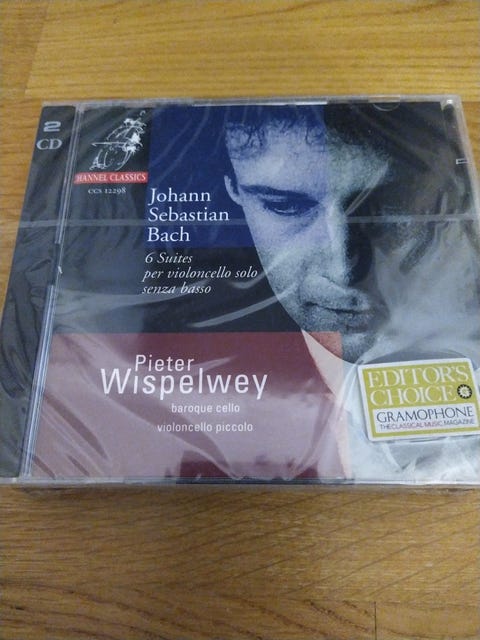 2
CD
HANNEL CLASSICS
CCS 12298
Johann
Sebastian
Bach
6 Suites
per violoncello solo
senza basso
Pieter
Wispelwey
baroque cello
violoncello piccolo
EDITOR'S
CHOICE
GRAMOPHONE
THE CLASSICAL MUSIC MAGAZINE